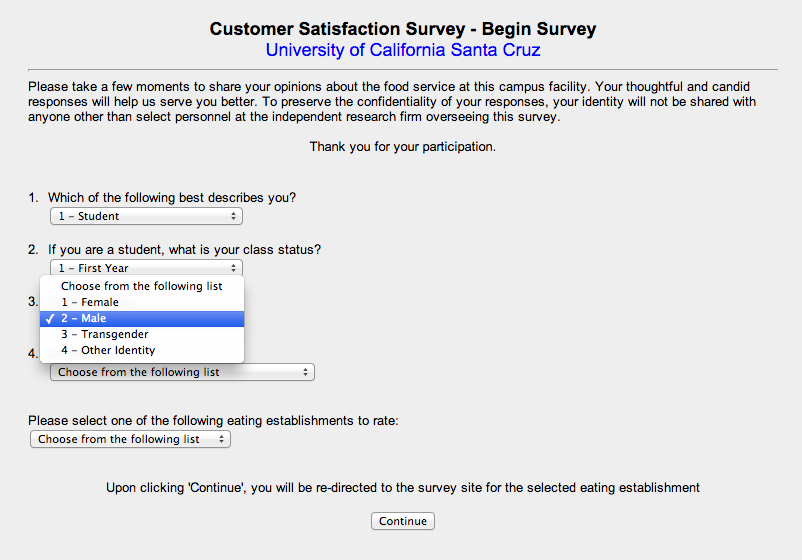 Customer Satisfaction Survey - Begin Survey
University of California Santa Cruz
Please take a few moments to share your opinions about the food service at this campus facility. Your thoughtful and candid
responses will help us serve you better. To preserve the confidentiality of your responses, your identity will not be shared with
anyone other than select personnel at the independent research firm overseeing this survey.
Thank you for your participation.
1. Which of the following best describes you?
1 – Student
2. If you are a student, what is your class status?
1 – First Year
Choose from the following list
3.
1 – Female
✓ 2 – Male
3 – Transgender
4 – Other Identity
4.
Choose from the following list
Please select one of the following eating establishments to rate:
Choose from the following list
Upon clicking 'Continue', you will be re-directed to the survey site for the selected eating establishment
Continue